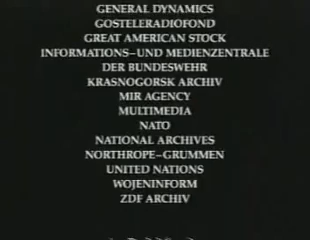 GENERAL DYNAMICS
GOSTELERADIOFOND
GREAT AMERICAN STOCK
INFORMATIONS-UND MEDIENZENTRALE
DER BUNDESWEHR
KRASNOGORSK ARCHIV
MIR AGENCY
MULTIMEDIA
NATO
NATIONAL ARCHIVES
NORTHROPE-GRUMMEN
UNITED NATIONS
WOJENINFORM
ZDF ARCHIV